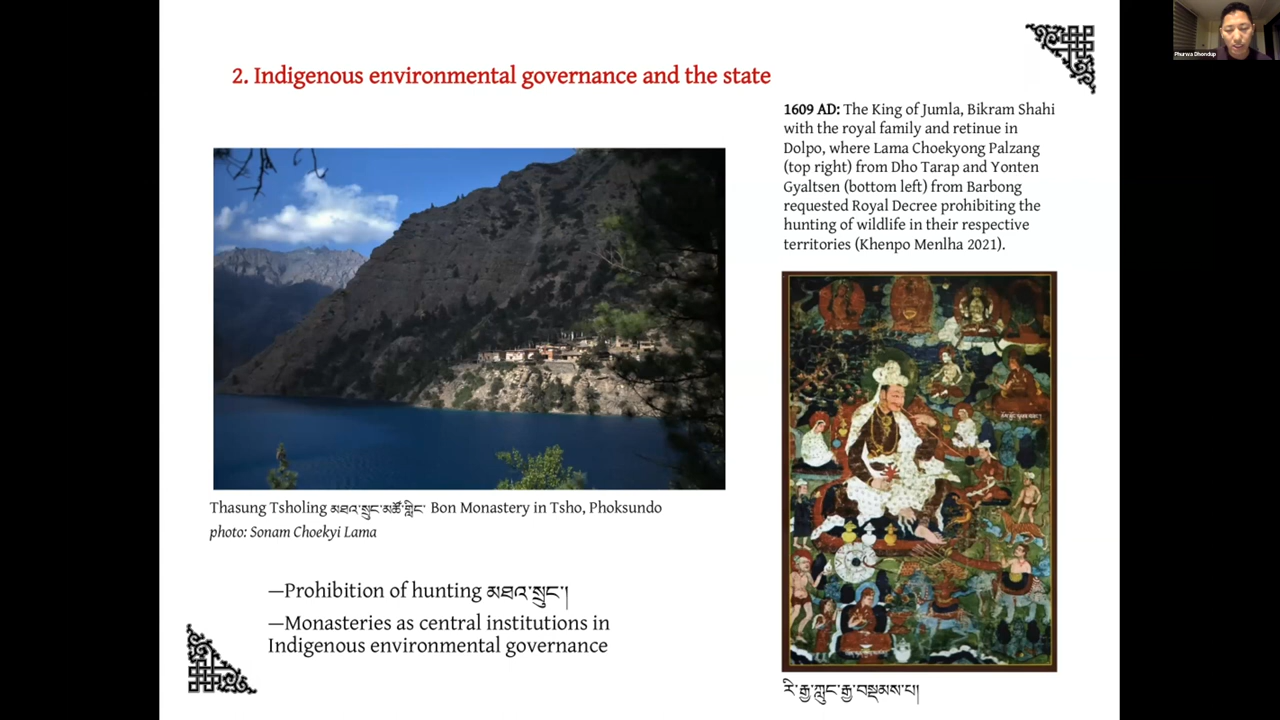 2. Indigenous environmental governance and the state
1609 AD: The King of Jumla, Bikram Shahi
with the royal family and retinue in
Dolpo, where Lama Choekyong Palzang
(top right) from Dho Tarap and Yonten
Gyaltsen (bottom left) from Barbong
requested Royal Decree prohibiting the
hunting of wildlife in their respective
territories (Khenpo Menlha 2021).
Thasung Tsholing མཐའ་སྲུང་མཚོ་གླིང་ Bon Monastery in Tsho, Phoksundo
photo: Sonam Choekyi Lama
—Prohibition of hunting མཐའ་སྲུང་།
—Monasteries as central institutions in
Indigenous environmental governance
རི་རྒྱ་ཀླུང་རྒྱ་བསྡམས་པ།
Phurwa Dhondup